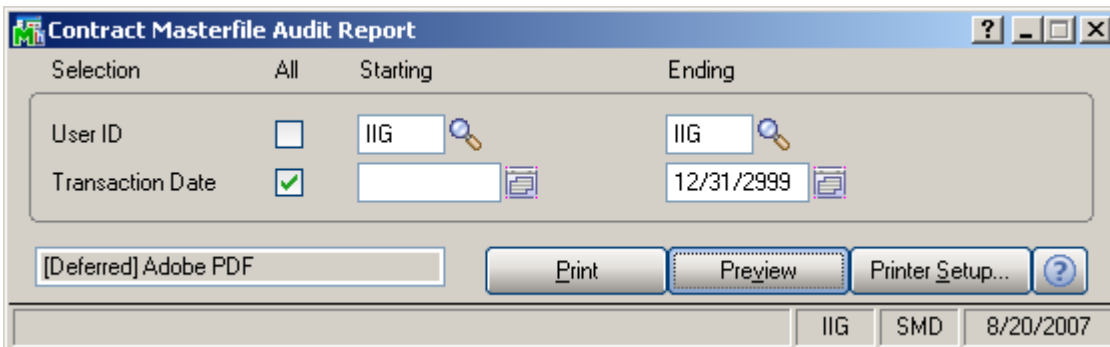 Contract Masterfile Audit Report
Selection All Starting Ending
User ID IIG IIG
Transaction Date 12/31/2999
[Deferred] Adobe PDF Print Preview Printer Setup...
IIG SMD 8/20/2007